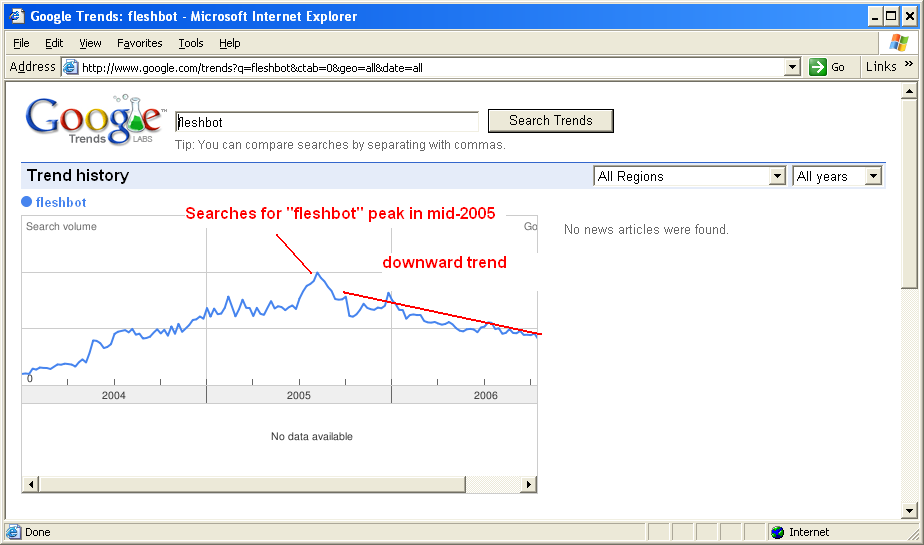 Google Trends: fleshbot - Microsoft Internet Explorer
File Edit View Favorites Tools Help
Address http://www.google.com/trends?q=fleshbot&ctab=0&geo=all&date=all Go Links »
Google™
Trends LABS
fleshbot Search Trends
Tip: You can compare searches by separating with commas.
Trend history All Regions All years
fleshbot
Searches for "fleshbot" peak in mid-2005
Search volume Go
No news articles were found.
downward trend
0
2004 2005 2006
No data available
Done Internet